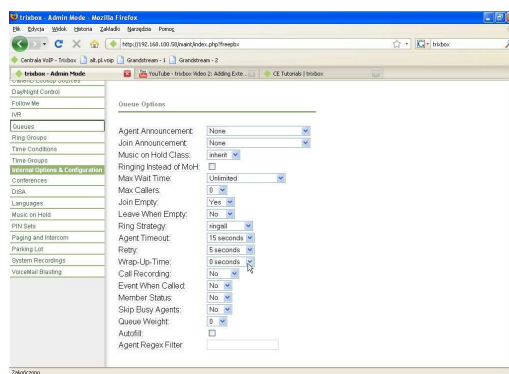 trixbox - Admin Mode - Mozilla Firefox
Plik Edycja Widok Historia Zakładki Narzędzia Pomoc
http://192.168.100.50/maint/index.php?freepbx
trixbox
Centrala VoIP - Trixbox alt.pl.voip Grandstream - 1 Grandstream - 2
trixbox - Admin Mode YouTube - trixbox Video 2: Adding Exte... CE Tutorials | trixbox
CallerID Lookup Sources
Day/Night Control
Follow Me
IVR
Queues
Ring Groups
Time Conditions
Time Groups
Internal Options & Configuration
Conferences
DISA
Languages
Music on Hold
PIN Sets
Paging and Intercom
Parking Lot
System Recordings
VoiceMail Blasting
Queue Options
Agent Announcement: None
Join Announcement: None
Music on Hold Class: inherit
Ringing Instead of MoH:
Max Wait Time: Unlimited
Max Callers: 0
Join Empty: Yes
Leave When Empty: No
Ring Strategy: ringall
Agent Timeout: 15 seconds
Retry: 5 seconds
Wrap-Up-Time: 0 seconds
Call Recording: No
Event When Called: No
Member Status: No
Skip Busy Agents: No
Queue Weight: 0
Autofill:
Agent Regex Filter
Zakończono